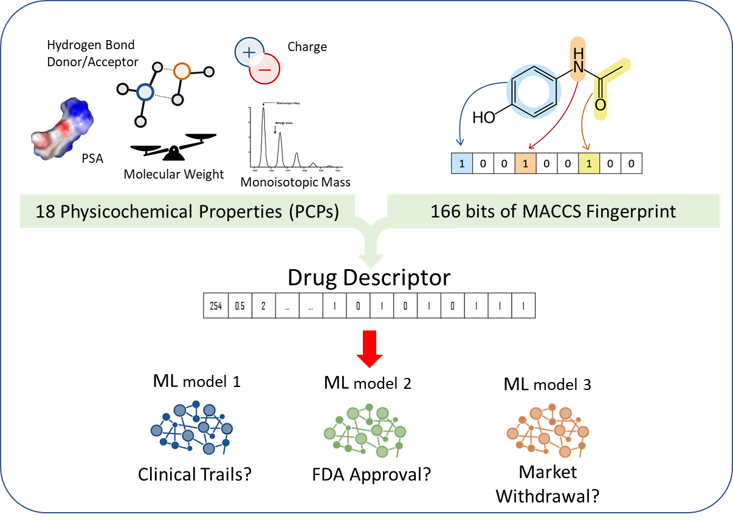 Hydrogen Bond
Donor/Acceptor
Charge
PSA
Molecular Weight
Monoisotopic Mass
H
N
HO
O
1 0 0 1 0 0 1 0 0
18 Physicochemical Properties (PCPs)
166 bits of MACCS Fingerprint
Drug Descriptor
254 0.5 2 ... ... 1 0 1 0 1 0 1 1 1
ML model 1
ML model 2
ML model 3
Clinical Trails?
FDA Approval?
Market
Withdrawal?